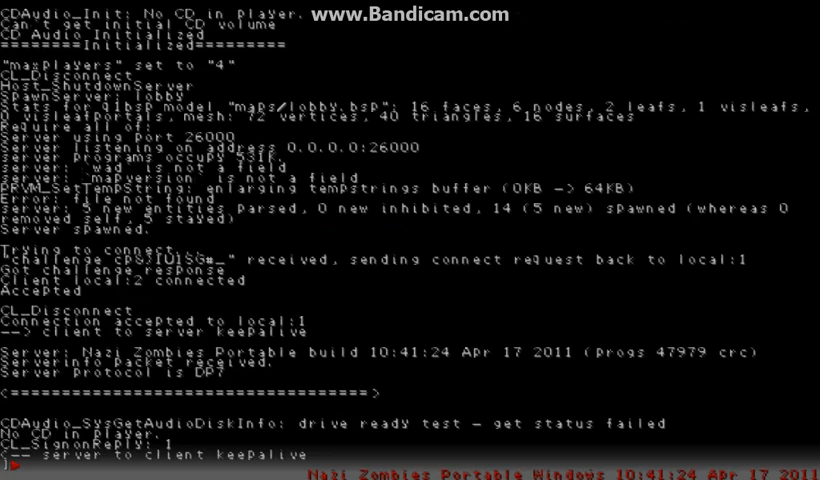 www.Bandicam.com
CDAudio_Init: No CD in player.
Can't get initial CD volume
CD Audio Initialized
========Initialized=========
"maxplayers" set to "4"
CL_Disconnect
Host_ShutdownServer
SpawnServer: lobby
Stats for q1bsp model "maps/lobby.bsp": 16 faces, 6 nodes, 2 leafs, 1 visleafs,
0 visleafportals, mesh: 72 vertices, 40 triangles, 16 surfaces
Require all of:
Server using port 26000
Server listening on address 0.0.0.0:26000
server programs occupy 531K.
server: `wad` is not a field
server: `mapversion` is not a field
PRVM_SetTempString: enlarging tempstrings buffer (0KB -> 64KB)
Error: file not found
server: 5 new entities parsed, 0 new inhibited, 14 (5 new) spawned (whereas 0
removed self, 5 stayed)
Server spawned.
Trying to connect...
"challenge received, sending connect request back to local:1
Got challenge response
Client local:2 connected
Accepted
CL_Disconnect
Connection accepted to local:1
--> client to server keepalive
Server: Nazi Zombies Portable build 10:41:24 Apr 17 2011 (progs 47979 crc)
Serverinfo packet received.
Server protocol is DP7
<===================================>
CDAudio_SysGetAudioDiskInfo: drive ready test - get status failed
No CD in player.
CL_SignonReply: 1
<-- server to client keepalive
]
Nazi Zombies Portable Windows 10:41:24 Apr 17 2011